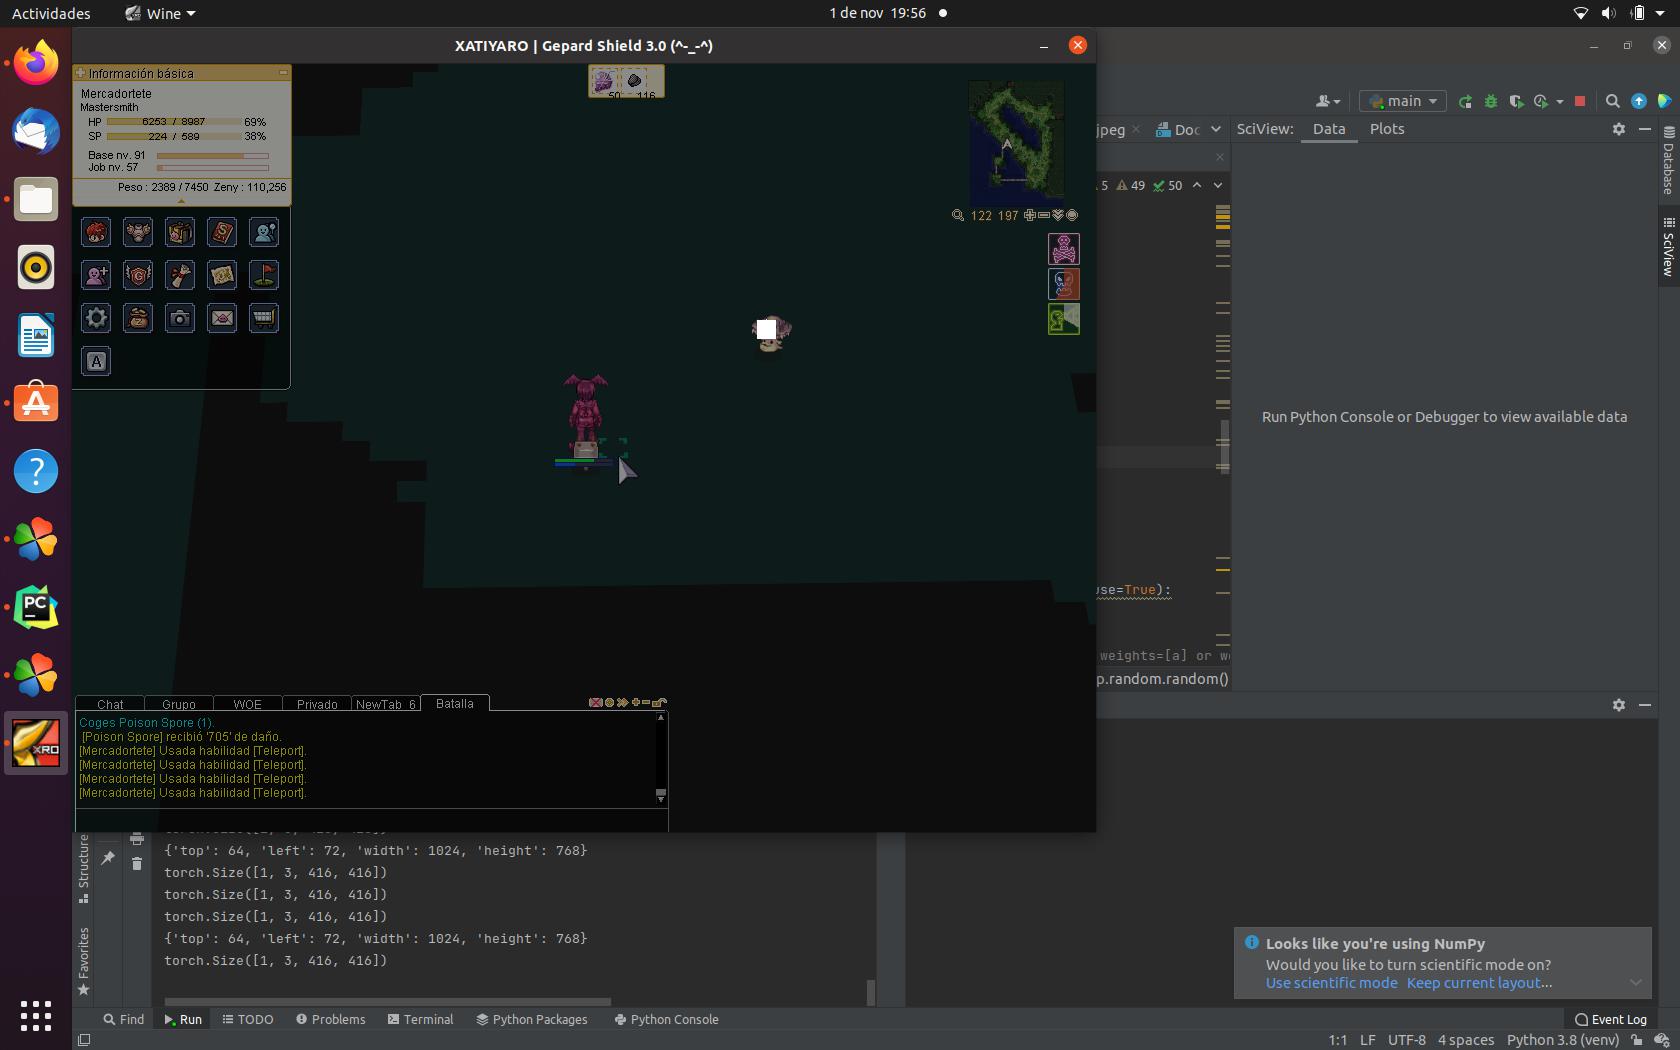 Actividades
Wine
1 de nov 19:56
XATIYARO | Gepard Shield 3.0 (^-_-^)
Información básica
Mercadortete
Mastersmith
HP 6253 / 8987 69%
SP 224 / 589 38%
Base nv. 91
Job nv. 57
Peso : 2389 / 7450 Zeny : 110,256
50 116
122 197
A
Chat Grupo WOE Privado NewTab_6 Batalla
Coges Poison Spore (1).
[Poison Spore] recibió '705' de daño.
[Mercadortete] Usada habilidad [Teleport].
[Mercadortete] Usada habilidad [Teleport].
[Mercadortete] Usada habilidad [Teleport].
[Mercadortete] Usada habilidad [Teleport].
main
jpeg
Doc
SciView: Data Plots
5 49 50
Database
SciView
Run Python Console or Debugger to view available data
use=True):
weights=[a] or
p.random.random()
{'top': 64, 'left': 72, 'width': 1024, 'height': 768}
torch.Size([1, 3, 416, 416])
torch.Size([1, 3, 416, 416])
torch.Size([1, 3, 416, 416])
{'top': 64, 'left': 72, 'width': 1024, 'height': 768}
torch.Size([1, 3, 416, 416])
Structure
Favorites
PC
XRO
Looks like you're using NumPy
Would you like to turn scientific mode on?
Use scientific mode Keep current layout...
Find Run TODO Problems Terminal Python Packages Python Console
Event Log
1:1 LF UTF-8 4 spaces Python 3.8 (venv)